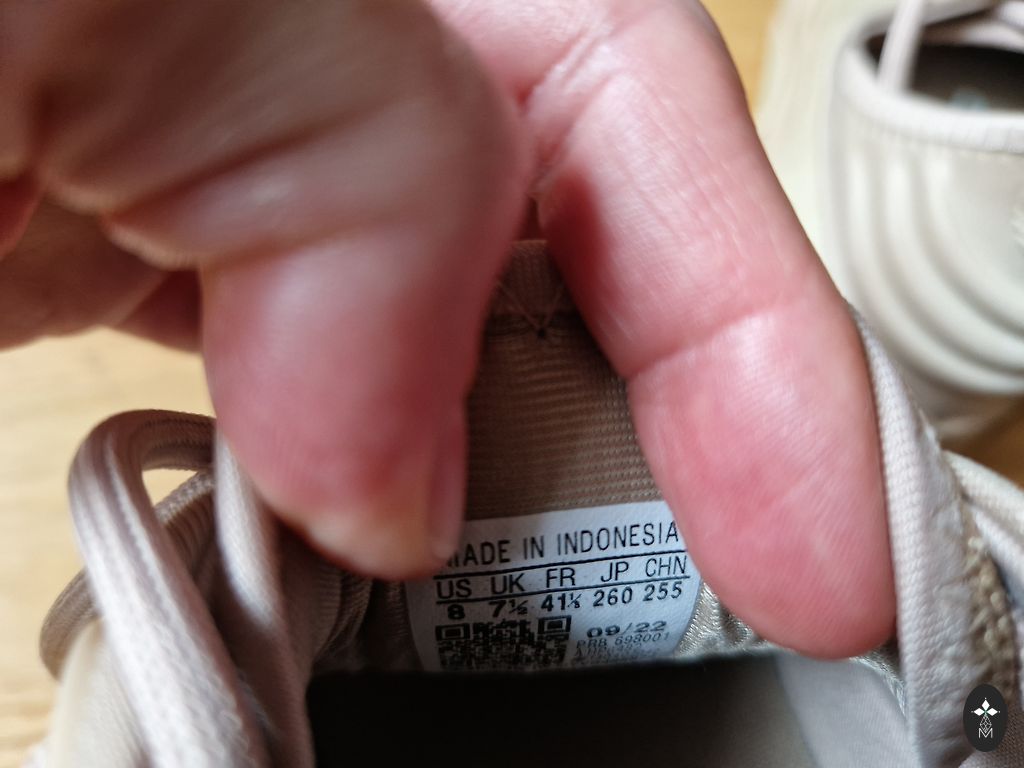 MADE IN INDONESIA
US UK FR JP CHN
8 7½ 41⅓ 260 255
09/22
M